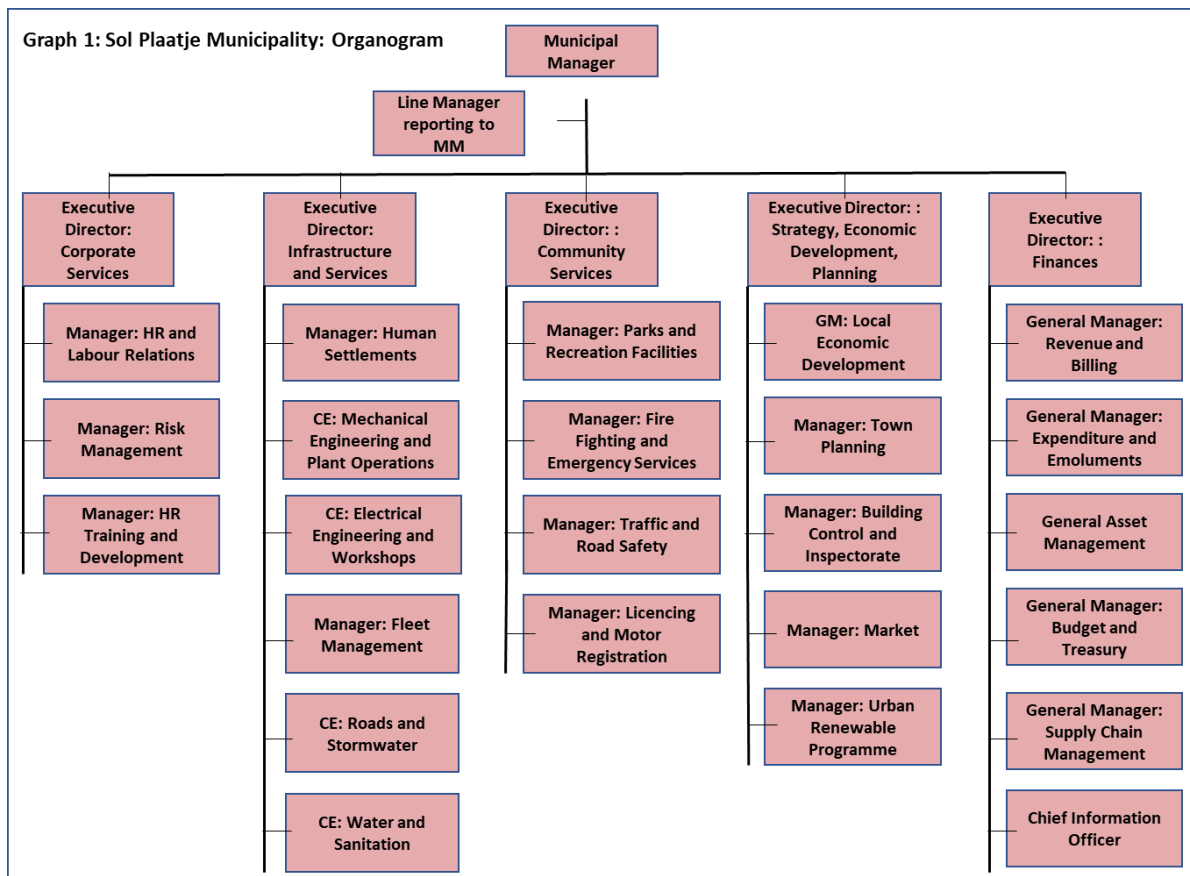 Graph 1: Sol Plaatje Municipality: Organogram
Municipal
Manager
Line Manager
reporting to
MM
Executive
Director:
Corporate
Services
Executive
Director:
Infrastructure
and Services
Executive
Director: :
Community
Services
Executive Director: :
Strategy, Economic
Development,
Planning
Executive
Director: :
Finances
Manager: HR and
Labour Relations
Manager: Risk
Management
Manager: HR
Training and
Development
Manager: Human
Settlements
CE: Mechanical
Engineering and
Plant Operations
CE: Electrical
Engineering and
Workshops
Manager: Fleet
Management
CE: Roads and
Stormwater
CE: Water and
Sanitation
Manager: Parks and
Recreation Facilities
Manager: Fire
Fighting and
Emergency Services
Manager: Traffic and
Road Safety
Manager: Licencing
and Motor
Registration
GM: Local
Economic
Development
Manager: Town
Planning
Manager: Building
Control and
Inspectorate
Manager: Market
Manager: Urban
Renewable
Programme
General Manager:
Revenue and
Billing
General Manager:
Expenditure and
Emoluments
General Asset
Management
General Manager:
Budget and
Treasury
General Manager:
Supply Chain
Management
Chief Information
Officer